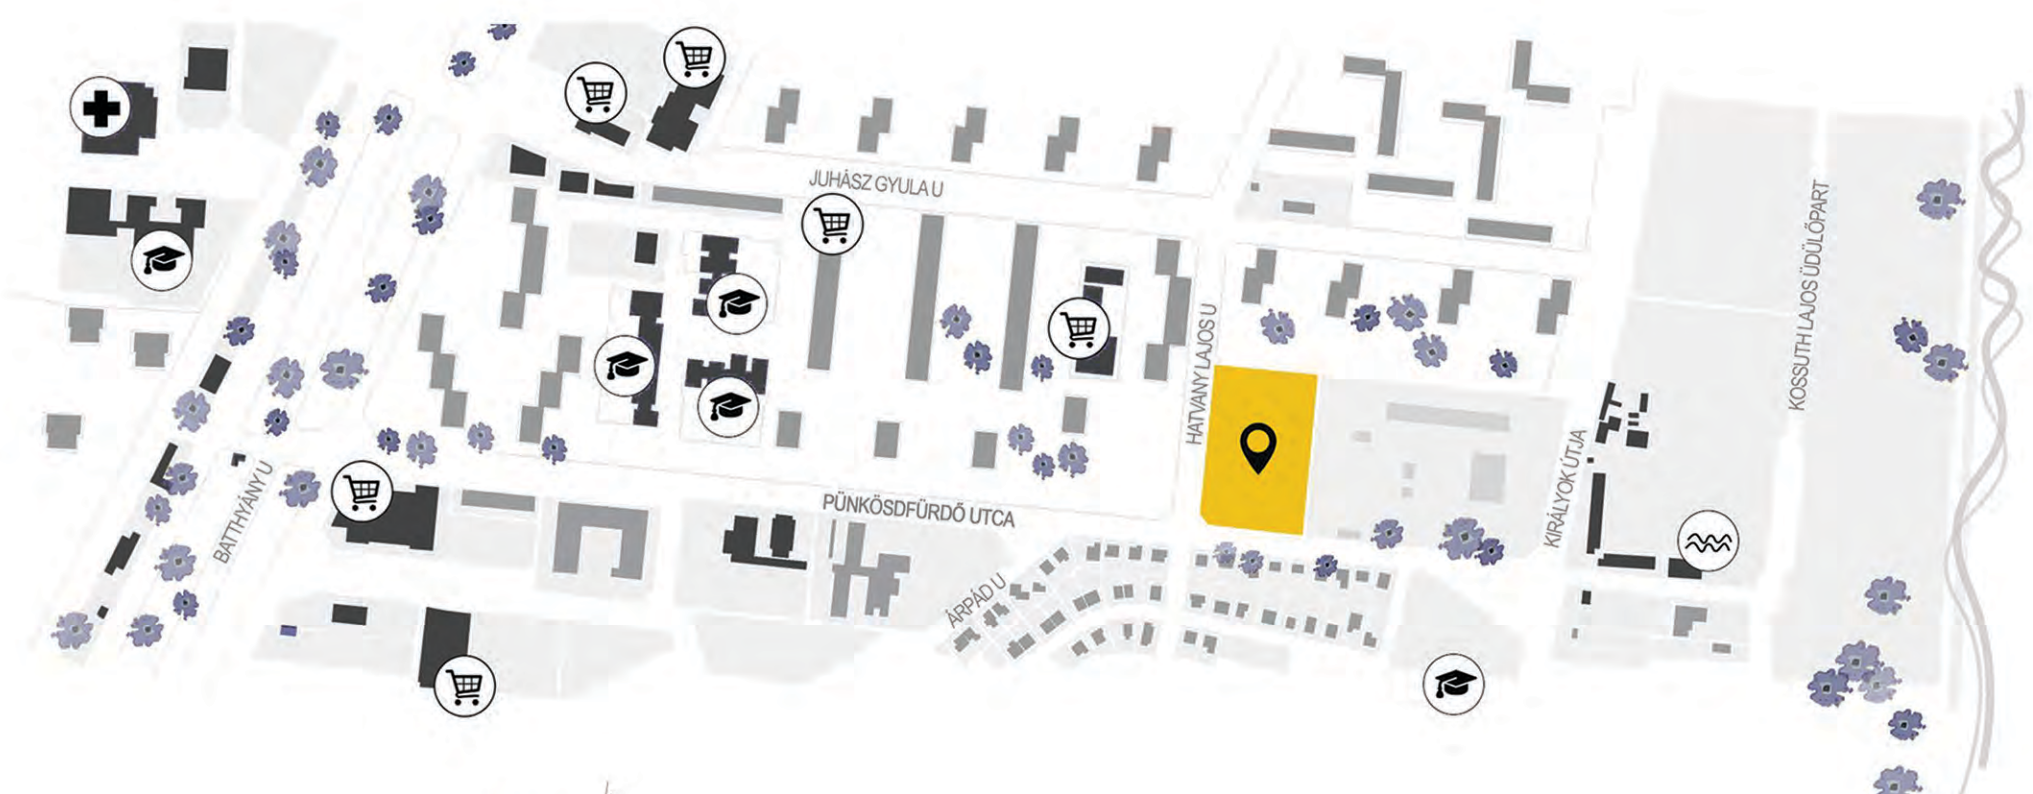 JUHÁSZ GYULA U
KOSSUTH LAJOS ÜDÜLŐPART
HATVANY LAJOS U
KIRÁLYOK ÚTJA
BATTHYÁNY U
PÜNKÖSDFÜRDŐ UTCA
ÁRPÁD U